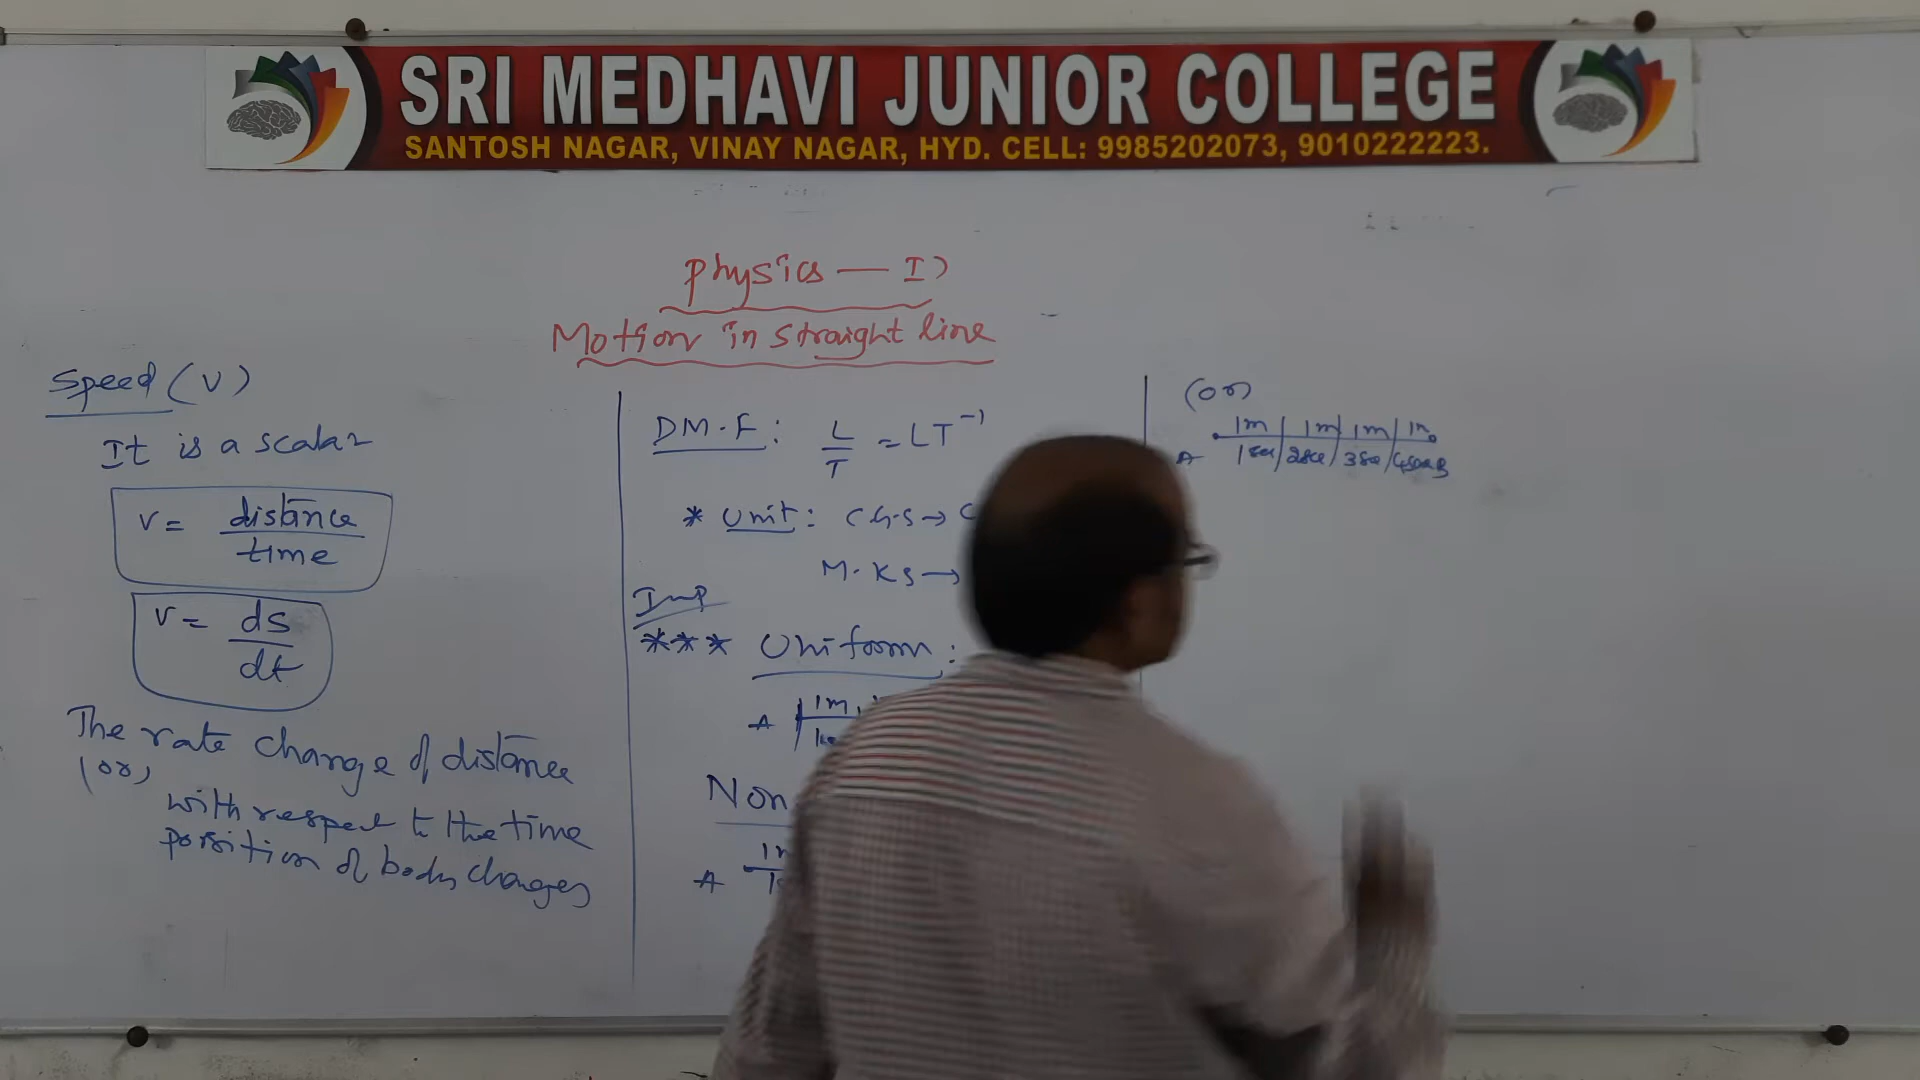 SRI MEDHAVI JUNIOR COLLEGE
SANTOSH NAGAR, VINAY NAGAR, HYD. CELL: 9985202073, 9010222223.
Physics — I)
Motion in straight line
Speed (V)
It is a scalar
V = distance
time
V = ds
dt
The rate change of distance
(or)
with respect to the time
position of body changes
DM.F: L/T = LT⁻¹
* Unit: C G.S →
M.KS →
Imp
*** Uniform:
A 1m
Non
A
(or)
1m 1m 1m
A 1sec 2sec 3sec 4sec B